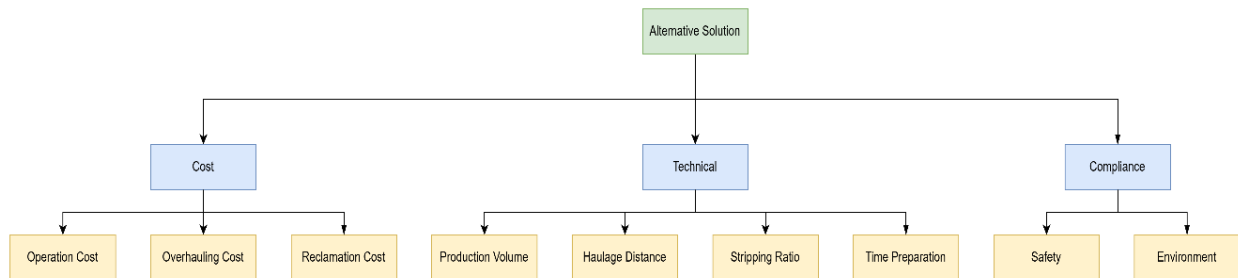 Alternative Solution
Cost
Technical
Compliance
Operation Cost
Overhauling Cost
Reclamation Cost
Production Volume
Haulage Distance
Stripping Ratio
Time Preparation
Safety
Environment